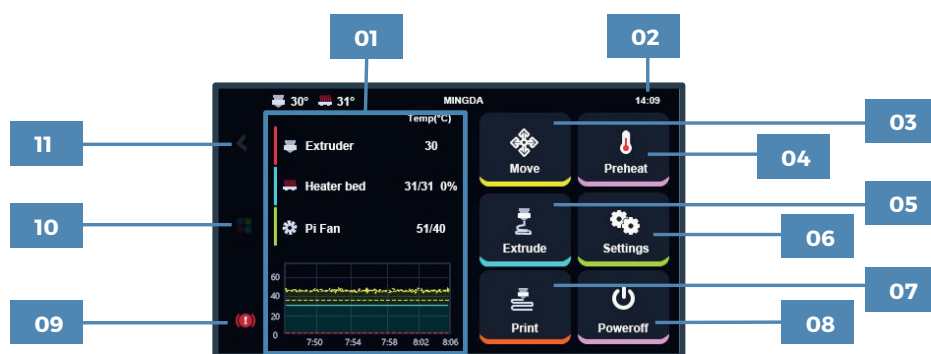 01
02
30° 31° MINGDA 14:09
Temp(°C)
03
11
Extruder 30
Move
Preheat
04
Heater bed 31/31 0%
05
10
Pi Fan 51/40
Extrude
Settings
06
60
40
20
0
7:50 7:54 7:58 8:02 8:06
07
09
Print
Poweroff
08